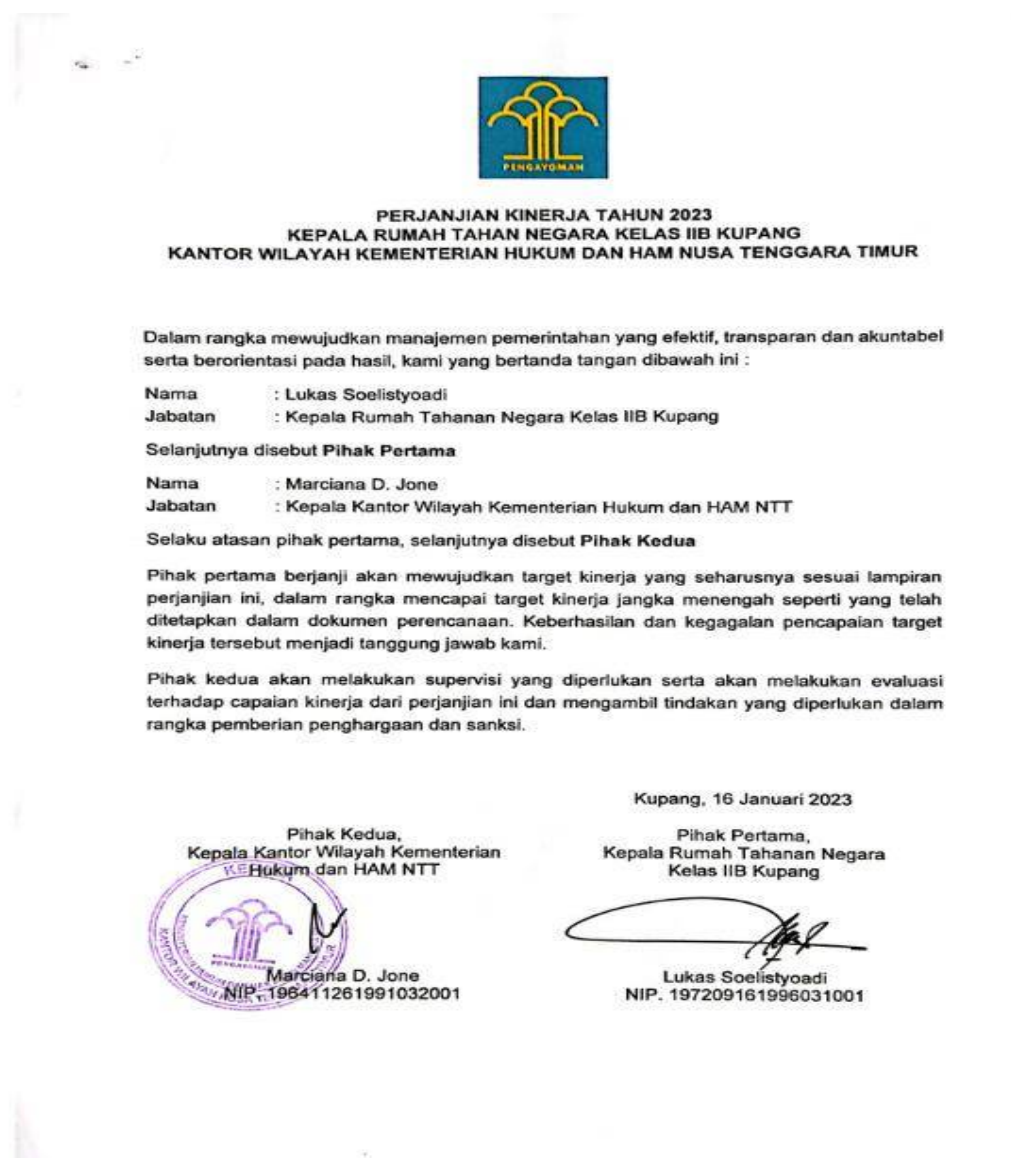 PENGAYOMAN
PERJANJIAN KINERJA TAHUN 2023
KEPALA RUMAH TAHAN NEGARA KELAS IIB KUPANG
KANTOR WILAYAH KEMENTERIAN HUKUM DAN HAM NUSA TENGGARA TIMUR
Dalam rangka mewujudkan manajemen pemerintahan yang efektif, transparan dan akuntabel
serta berorientasi pada hasil, kami yang bertanda tangan dibawah ini :
Nama : Lukas Soelistyoadi
Jabatan : Kepala Rumah Tahanan Negara Kelas IIB Kupang
Selanjutnya disebut Pihak Pertama
Nama : Marciana D. Jone
Jabatan : Kepala Kantor Wilayah Kementerian Hukum dan HAM NTT
Selaku atasan pihak pertama, selanjutnya disebut Pihak Kedua
Pihak pertama berjanji akan mewujudkan target kinerja yang seharusnya sesuai lampiran
perjanjian ini, dalam rangka mencapai target kinerja jangka menengah seperti yang telah
ditetapkan dalam dokumen perencanaan. Keberhasilan dan kegagalan pencapaian target
kinerja tersebut menjadi tanggung jawab kami.
Pihak kedua akan melakukan supervisi yang diperlukan serta akan melakukan evaluasi
terhadap capaian kinerja dari perjanjian ini dan mengambil tindakan yang diperlukan dalam
rangka pemberian penghargaan dan sanksi.
Kupang, 16 Januari 2023
Pihak Kedua,
Kepala Kantor Wilayah Kementerian
Hukum dan HAM NTT
Marciana D. Jone
NIP. 196411261991032001
Pihak Pertama,
Kepala Rumah Tahanan Negara
Kelas IIB Kupang
Lukas Soelistyoadi
NIP. 197209161996031001